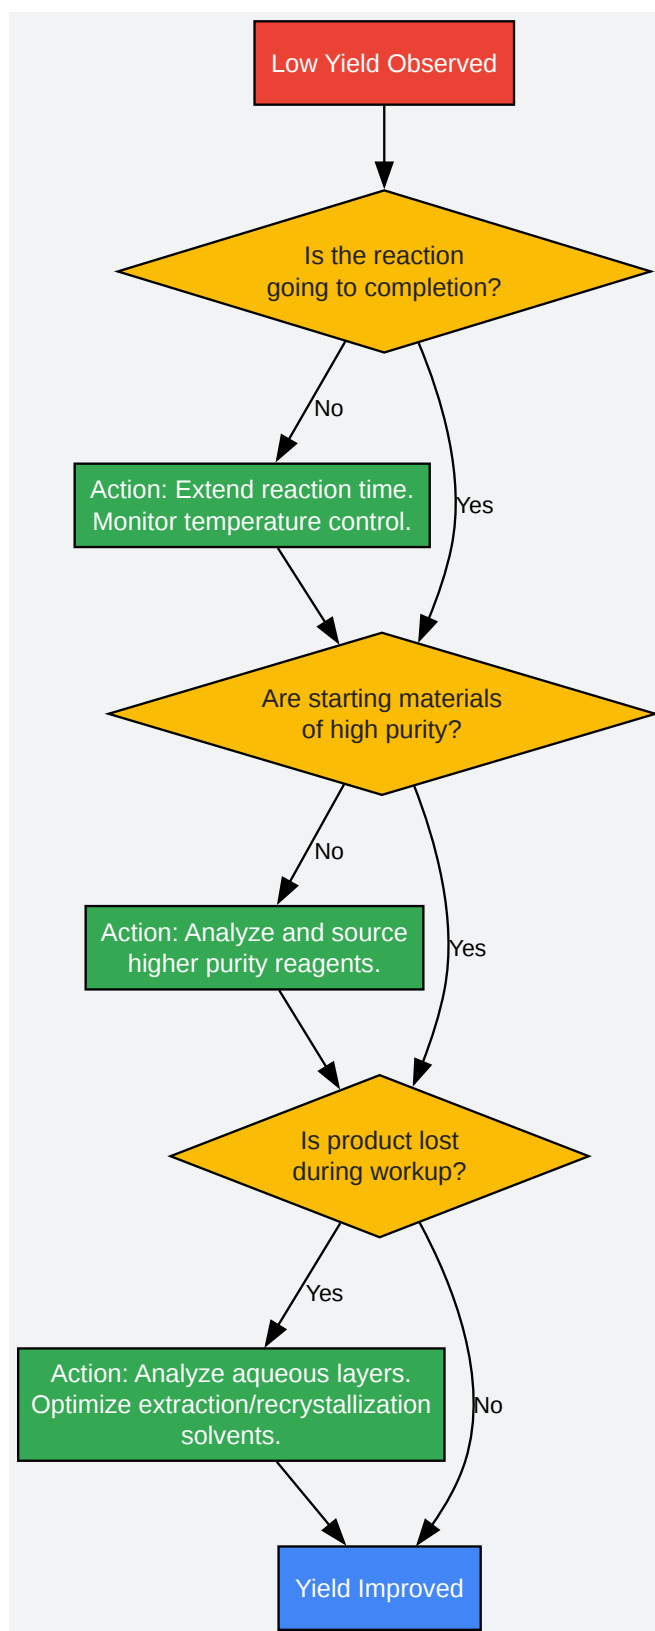 Low Yield Observed
Is the reaction
going to completion?
No
Action: Extend reaction time.
Monitor temperature control.
Yes
Are starting materials
of high purity?
No
Action: Analyze and source
higher purity reagents.
Yes
Is product lost
during workup?
Yes
Action: Analyze aqueous layers.
Optimize extraction/recrystallization
solvents.
No
Yield Improved